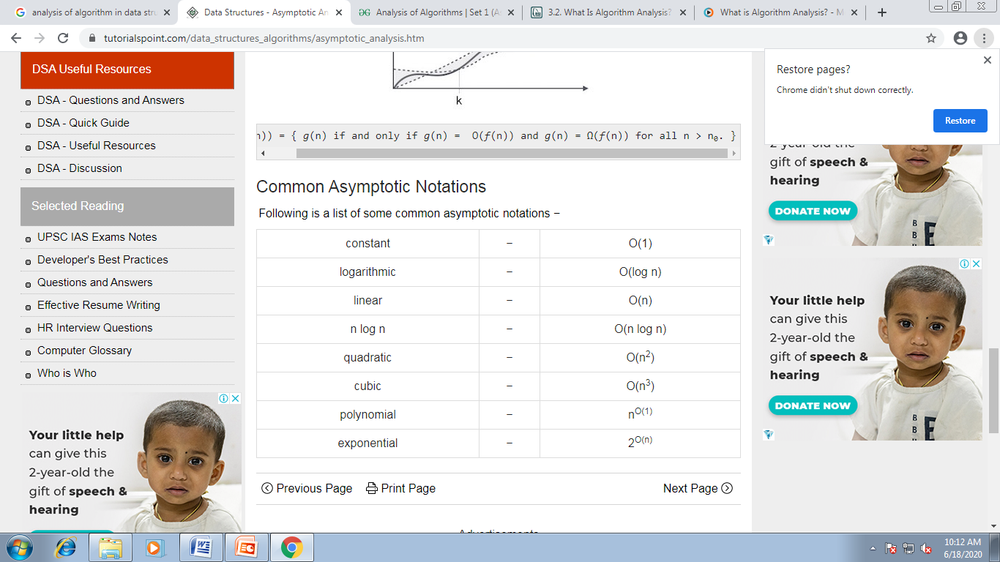 analysis of algorithm in data stru
Data Structures - Asymptotic An
Analysis of Algorithms | Set 1 (A
3.2. What Is Algorithm Analysis?
What is Algorithm Analysis? - M
tutorialspoint.com/data_structures_algorithms/asymptotic_analysis.htm
Restore pages?
Chrome didn't shut down correctly.
Restore
DSA Useful Resources
DSA - Questions and Answers
DSA - Quick Guide
DSA - Useful Resources
DSA - Discussion
Selected Reading
UPSC IAS Exams Notes
Developer's Best Practices
Questions and Answers
Effective Resume Writing
HR Interview Questions
Computer Glossary
Who is Who
Your little help
can give this
2-year-old the
gift of speech &
hearing
k
n)) = { g(n) if and only if g(n) =  Ο(ƒ(n)) and g(n) = Ω(ƒ(n)) for all n > n₀. }
Common Asymptotic Notations
Following is a list of some common asymptotic notations −
constant − Ο(1)
logarithmic − Ο(log n)
linear − Ο(n)
n log n − Ο(n log n)
quadratic − Ο(n²)
cubic − Ο(n³)
polynomial − n^Ο(1)
exponential − 2^Ο(n)
Previous Page Print Page Next Page
2-year-old the
gift of speech &
hearing
DONATE NOW
Your little help
can give this
2-year-old the
gift of speech &
hearing
DONATE NOW
10:12 AM
6/18/2020